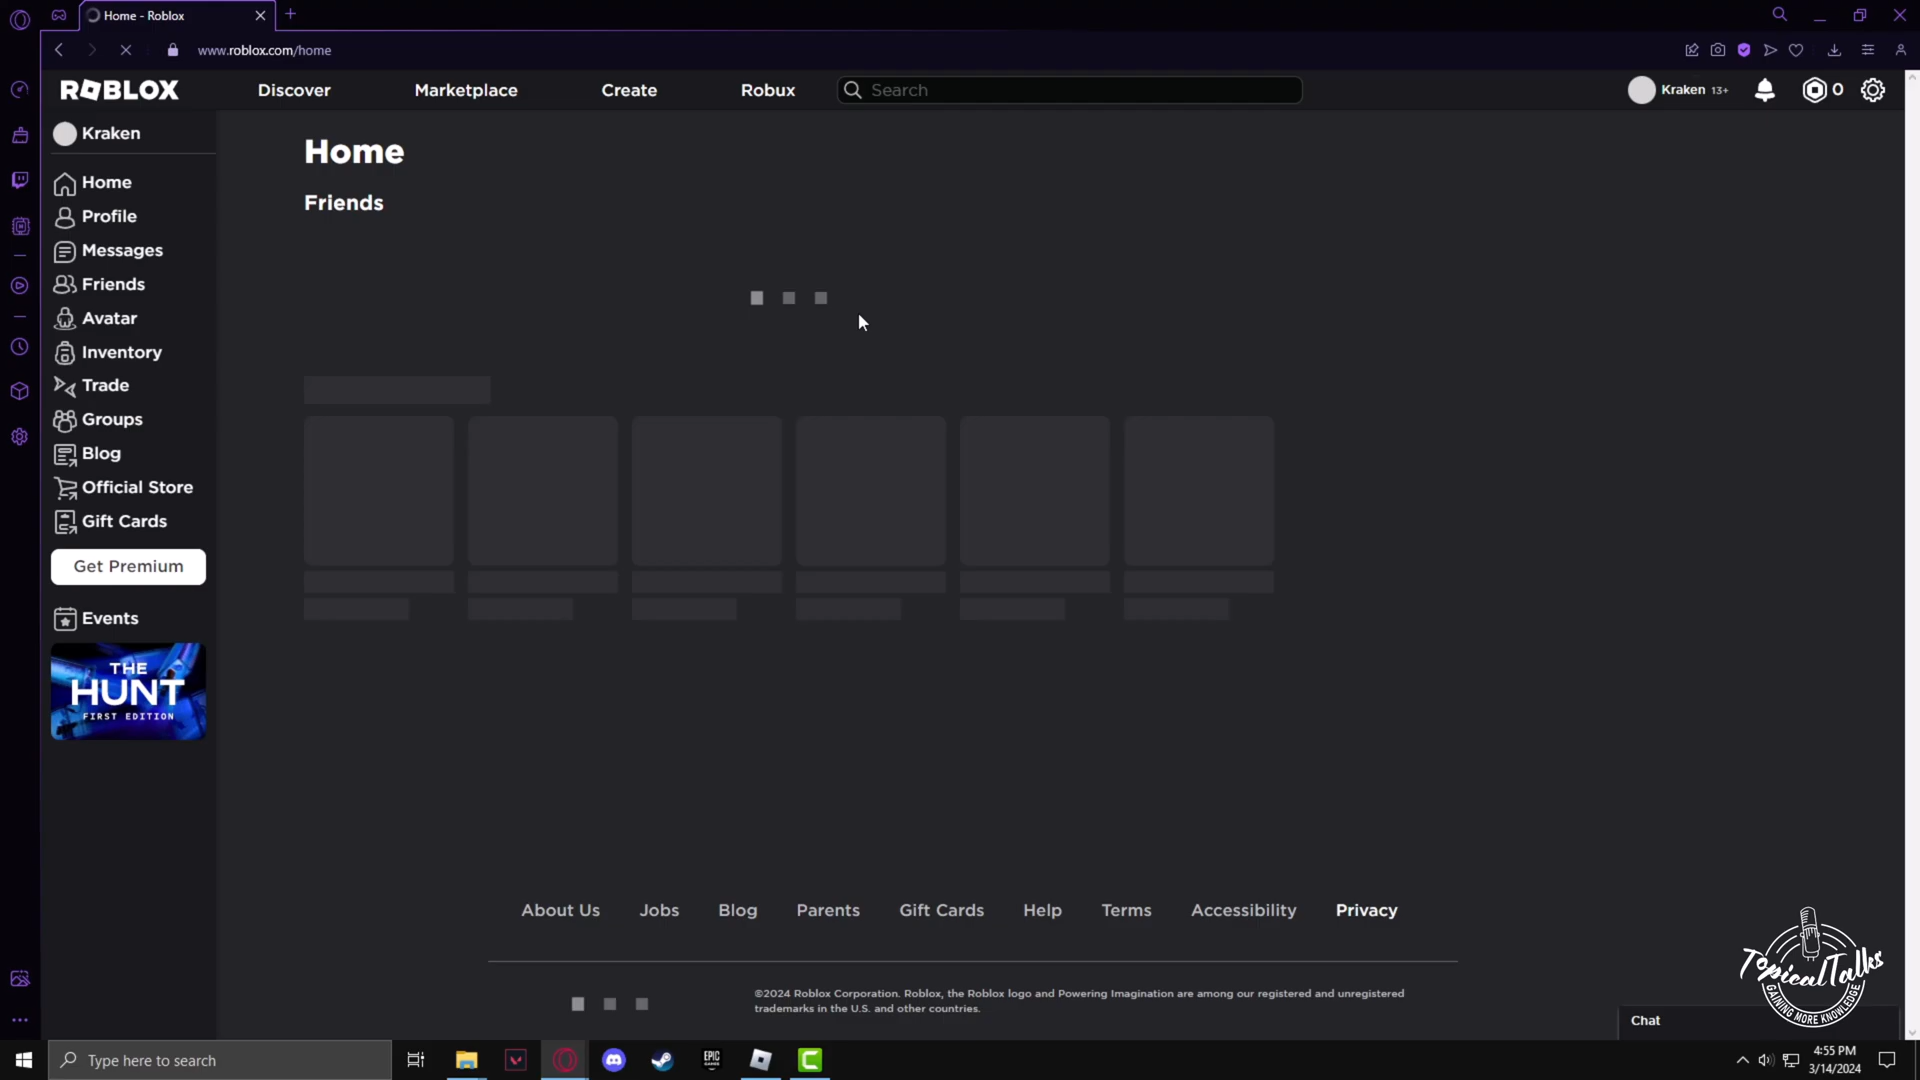 Home - Roblox
www.roblox.com/home
ROBLOX
Discover
Marketplace
Create
Robux
Search
Kraken 13+
0
Kraken
Home
Profile
Messages
Friends
Avatar
Inventory
Trade
Groups
Blog
Official Store
Gift Cards
Get Premium
Events
THE
HUNT
FIRST EDITION
Home
Friends
About Us
Jobs
Blog
Parents
Gift Cards
Help
Terms
Accessibility
Privacy
©2024 Roblox Corporation. Roblox, the Roblox logo and Powering Imagination are among our registered and unregistered
trademarks in the U.S. and other countries.
TopicalTalks
GAINING MORE KNOWLEDGE
Chat
Type here to search
EPIC
GAMES
4:55 PM
3/14/2024